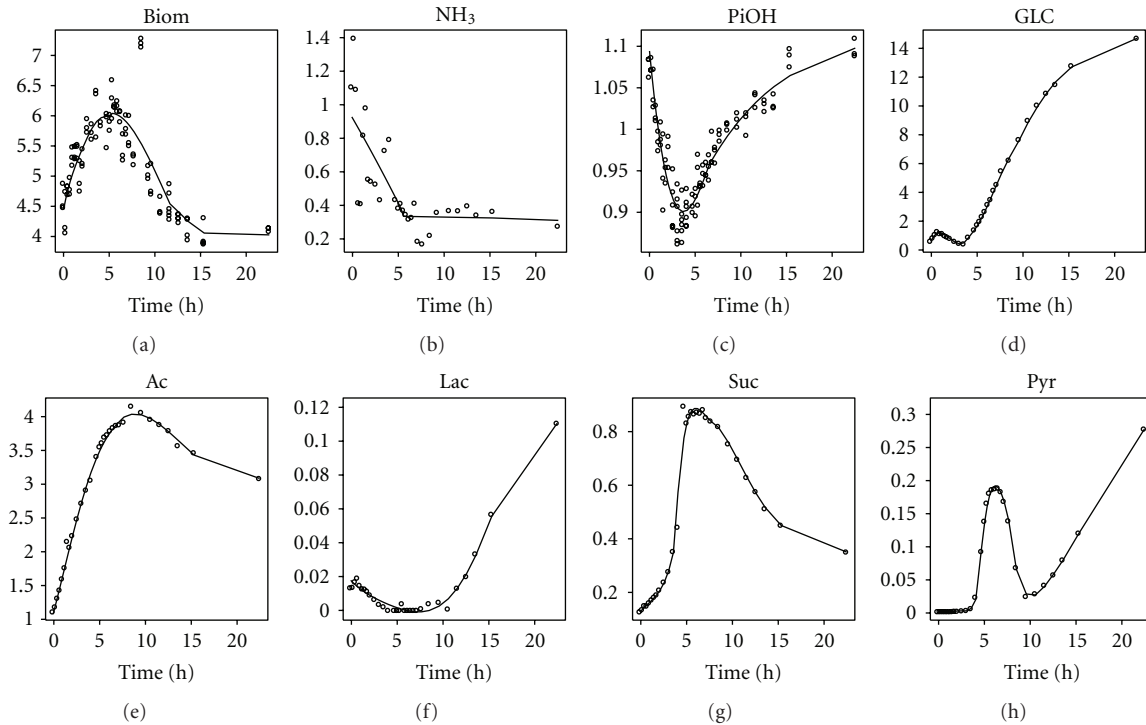 Biom NH₃ PiOH GLC
7
6.5
6
5.5
5
4.5
4
0 5 10 15 20
Time (h)
(a)
1.4
1.2
1
0.8
0.6
0.4
0.2
0 5 10 15 20
Time (h)
(b)
1.1
1.05
1
0.95
0.9
0 5 10 15 20
Time (h)
(c)
14
12
10
8
6
4
2
0
0 5 10 15 20
Time (h)
(d)
Ac Lac Suc Pyr
4
3.5
3
2.5
2
1.5
1
0 5 10 15 20
Time (h)
(e)
0.12
0.1
0.08
0.06
0.04
0.02
0
0 5 10 15 20
Time (h)
(f)
0.8
0.6
0.4
0.2
0 5 10 15 20
Time (h)
(g)
0.3
0.25
0.2
0.15
0.1
0.05
0
0 5 10 15 20
Time (h)
(h)